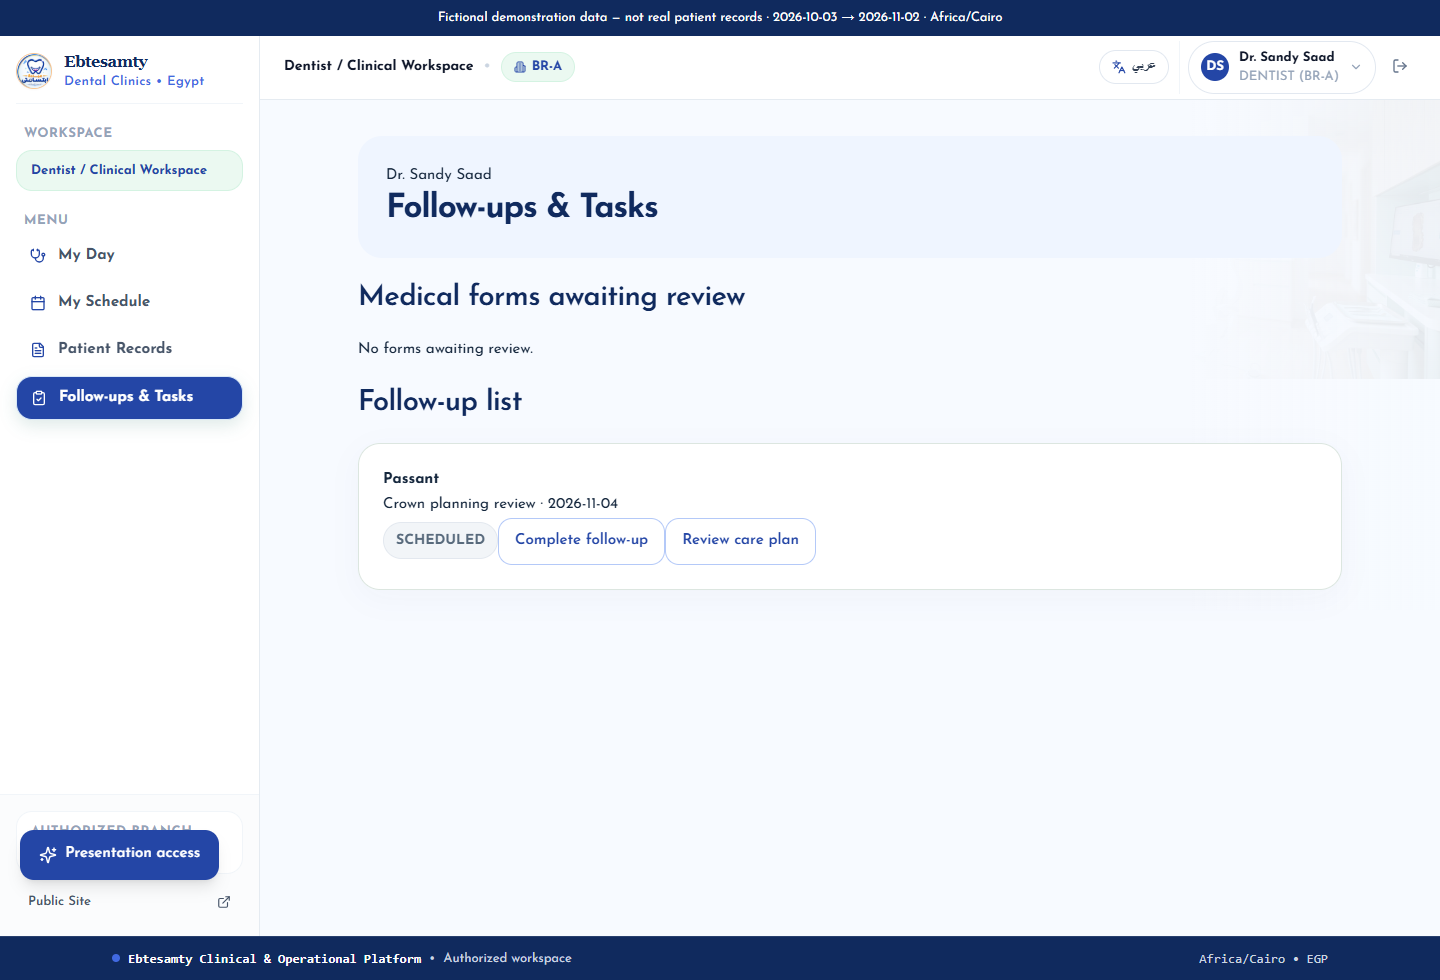 Fictional demonstration data — not real patient records · 2026-10-03 → 2026-11-02 · Africa/Cairo
Ebtesamty
Dental Clinics • Egypt
Dentist / Clinical Workspace • BR-A
عربي
DS
Dr. Sandy Saad
DENTIST (BR-A)
WORKSPACE
Dentist / Clinical Workspace
MENU
My Day
My Schedule
Patient Records
Follow-ups & Tasks
Dr. Sandy Saad
Follow-ups & Tasks
Medical forms awaiting review
No forms awaiting review.
Follow-up list
Passant
Crown planning review · 2026-11-04
SCHEDULED Complete follow-up Review care plan
AUTHORIZED BRANCH
Presentation access
Public Site
Ebtesamty Clinical & Operational Platform • Authorized workspace
Africa/Cairo • EGP